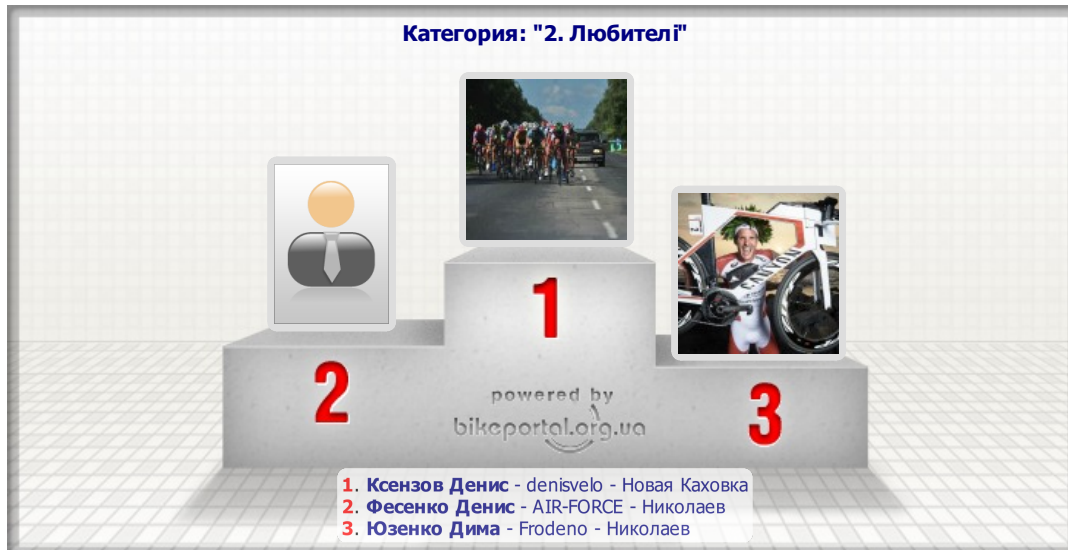 Категория: "2. Любителі"
CANYON
1
2
3
powered by
bikeportal.org.ua
1. Ксензов Денис - denisvelo - Новая Каховка
2. Фесенко Денис - AIR-FORCE - Николаев
3. Юзенко Дима - Frodeno - Николаев